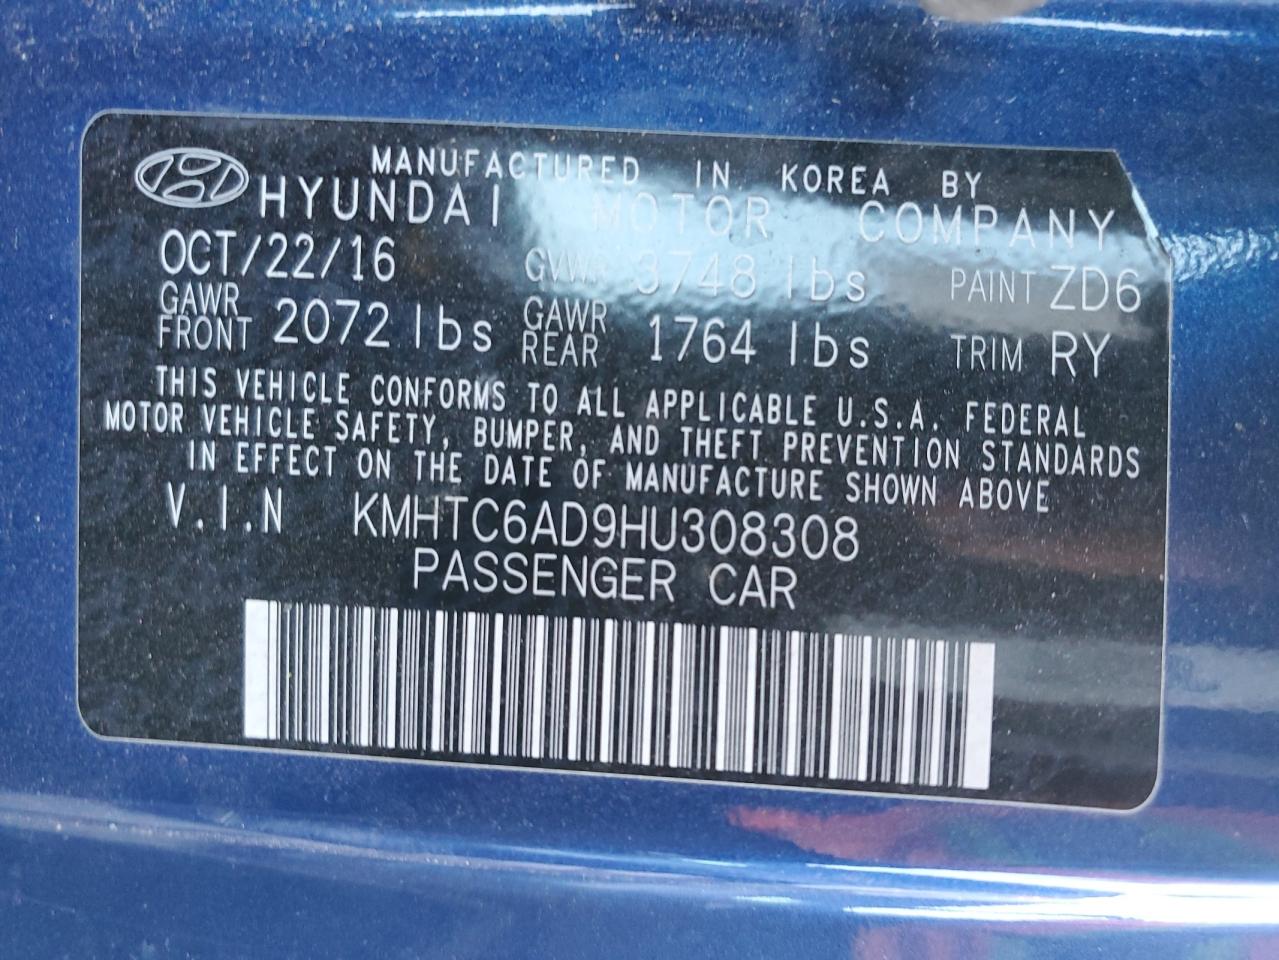 MANUFACTURED IN KOREA BY
HYUNDAI MOTOR COMPANY
OCT/22/16 GVWR 3748 lbs PAINT ZD6
GAWR FRONT 2072 lbs GAWR REAR 1764 lbs TRIM RY
THIS VEHICLE CONFORMS TO ALL APPLICABLE U.S.A. FEDERAL
MOTOR VEHICLE SAFETY, BUMPER, AND THEFT PREVENTION STANDARDS
IN EFFECT ON THE DATE OF MANUFACTURE SHOWN ABOVE
V.I.N KMHTC6AD9HU308308
PASSENGER CAR